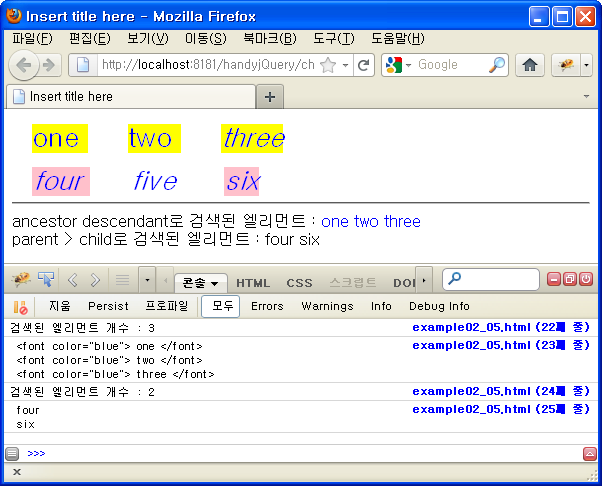 Insert title here - Mozilla Firefox
파일(F) 편집(E) 보기(V) 이동(S) 북마크(B) 도구(T) 도움말(H)
http://localhost:8181/handyjQuery/ch Google
Insert title here
one two three
four five six
ancestor descendant로 검색된 엘리먼트 : one two three
parent > child로 검색된 엘리먼트 : four six
콘솔 HTML CSS 스크립트 DOI
지움 Persist 프로파일 모두 Errors Warnings Info Debug Info
검색된 엘리먼트 개수 : 3 example02_05.html (22째 줄)
<font color="blue"> one </font> example02_05.html (23째 줄)
<font color="blue"> two </font>
<font color="blue"> three </font>
검색된 엘리먼트 개수 : 2 example02_05.html (24째 줄)
four example02_05.html (25째 줄)
six
>>>